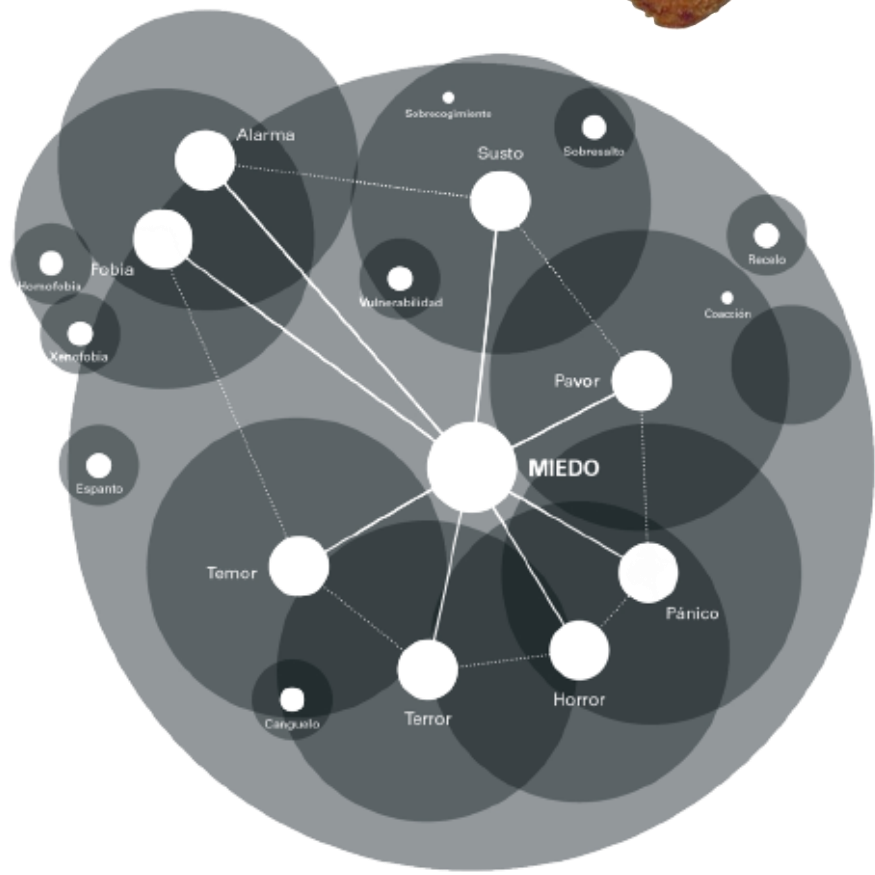 Sobrecogimiento
Alarma
Susto
Sobresalto
Recelo
Fobia
Homofobia
Vulnerabilidad
Coacción
Xenofobia
Pavor
MIEDO
Espanto
Temor
Pánico
Horror
Terror
Canguelo